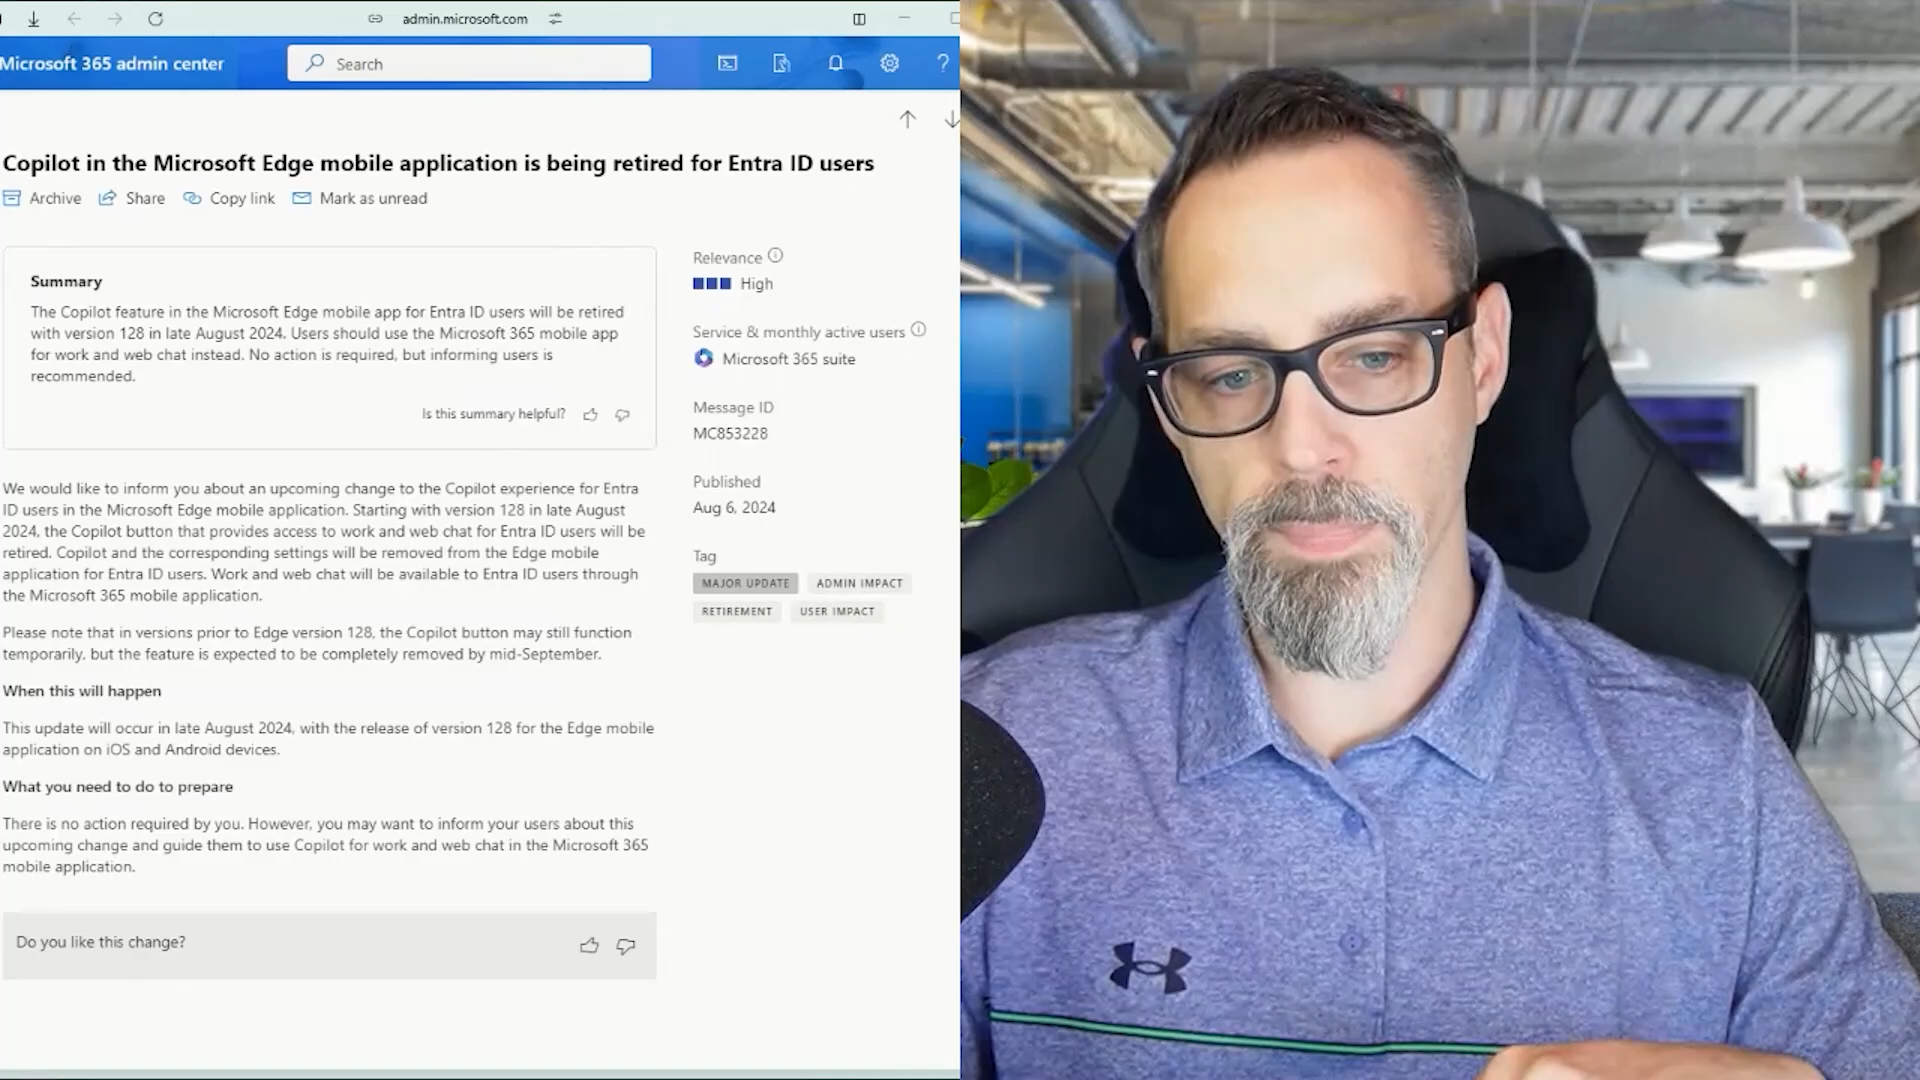 admin.microsoft.com
Microsoft 365 admin center
Search
?
Copilot in the Microsoft Edge mobile application is being retired for Entra ID users
Archive
Share
Copy link
Mark as unread
Summary
The Copilot feature in the Microsoft Edge mobile app for Entra ID users will be retired
with version 128 in late August 2024. Users should use the Microsoft 365 mobile app
for work and web chat instead. No action is required, but informing users is
recommended.
Is this summary helpful?
We would like to inform you about an upcoming change to the Copilot experience for Entra
ID users in the Microsoft Edge mobile application. Starting with version 128 in late August
2024, the Copilot button that provides access to work and web chat for Entra ID users will be
retired. Copilot and the corresponding settings will be removed from the Edge mobile
application for Entra ID users. Work and web chat will be available to Entra ID users through
the Microsoft 365 mobile application.
Please note that in versions prior to Edge version 128, the Copilot button may still function
temporarily, but the feature is expected to be completely removed by mid-September.
When this will happen
This update will occur in late August 2024, with the release of version 128 for the Edge mobile
application on iOS and Android devices.
What you need to do to prepare
There is no action required by you. However, you may want to inform your users about this
upcoming change and guide them to use Copilot for work and web chat in the Microsoft 365
mobile application.
Do you like this change?
Relevance
High
Service & monthly active users
Microsoft 365 suite
Message ID
MC853228
Published
Aug 6, 2024
Tag
MAJOR UPDATE
ADMIN IMPACT
RETIREMENT
USER IMPACT